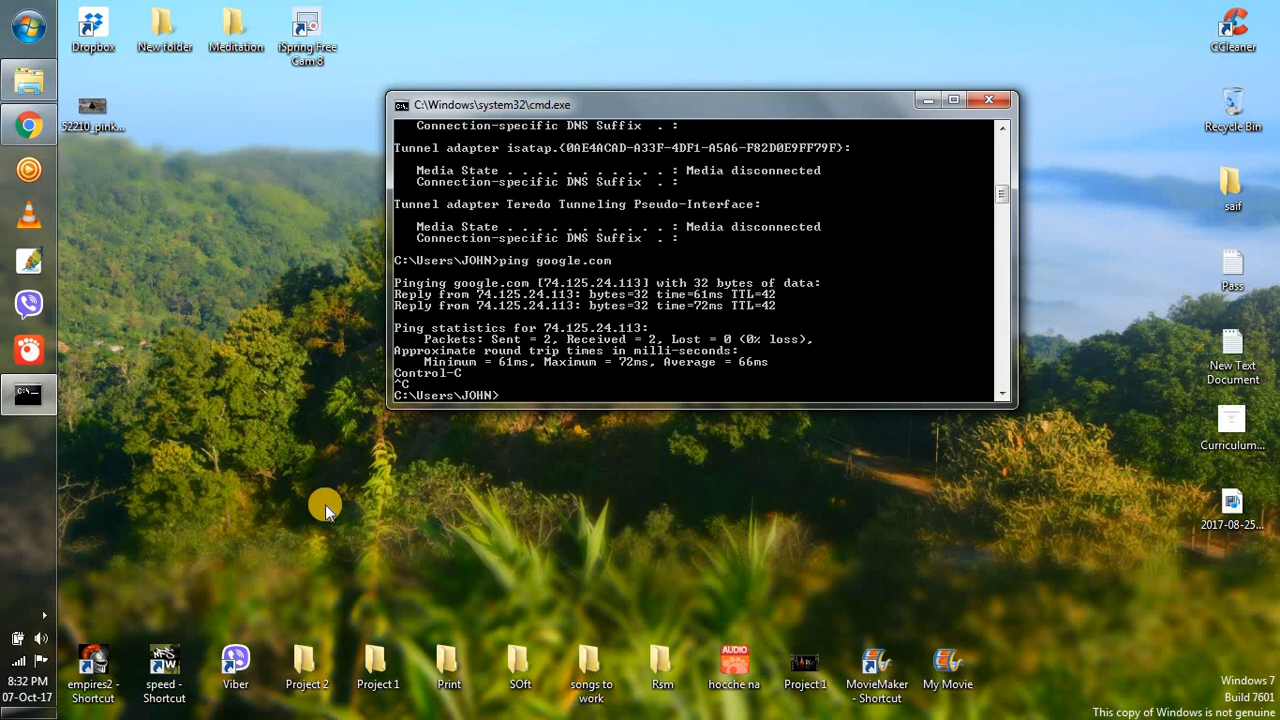 Dropbox
New folder
Meditation
iSpring Free
Cam 8
CCleaner
52210_pink...
Recycle Bin
saif
Pass
New Text
Document
Curriculum...
2017-08-25...
C:\Windows\system32\cmd.exe
Connection-specific DNS Suffix  . :
Tunnel adapter isatap.{0AE4ACAD-A33F-4DF1-A5A6-F82D0E9FF79F}:
Media State . . . . . . . . . . . : Media disconnected
Connection-specific DNS Suffix  . :
Tunnel adapter Teredo Tunneling Pseudo-Interface:
Media State . . . . . . . . . . . : Media disconnected
Connection-specific DNS Suffix  . :
C:\Users\JOHN>ping google.com
Pinging google.com [74.125.24.113] with 32 bytes of data:
Reply from 74.125.24.113: bytes=32 time=61ms TTL=42
Reply from 74.125.24.113: bytes=32 time=72ms TTL=42
Ping statistics for 74.125.24.113:
Packets: Sent = 2, Received = 2, Lost = 0 (0% loss),
Approximate round trip times in milli-seconds:
Minimum = 61ms, Maximum = 72ms, Average = 66ms
Control-C
^C
C:\Users\JOHN>
empires2 -
Shortcut
speed -
Shortcut
Viber
Project 2
Project 1
Print
SOft
songs to
work
Rsm
AUDIO
hocche na
Project 1
MovieMaker
- Shortcut
My Movie
8:32 PM
07-Oct-17
Windows 7
Build 7601
This copy of Windows is not genuine